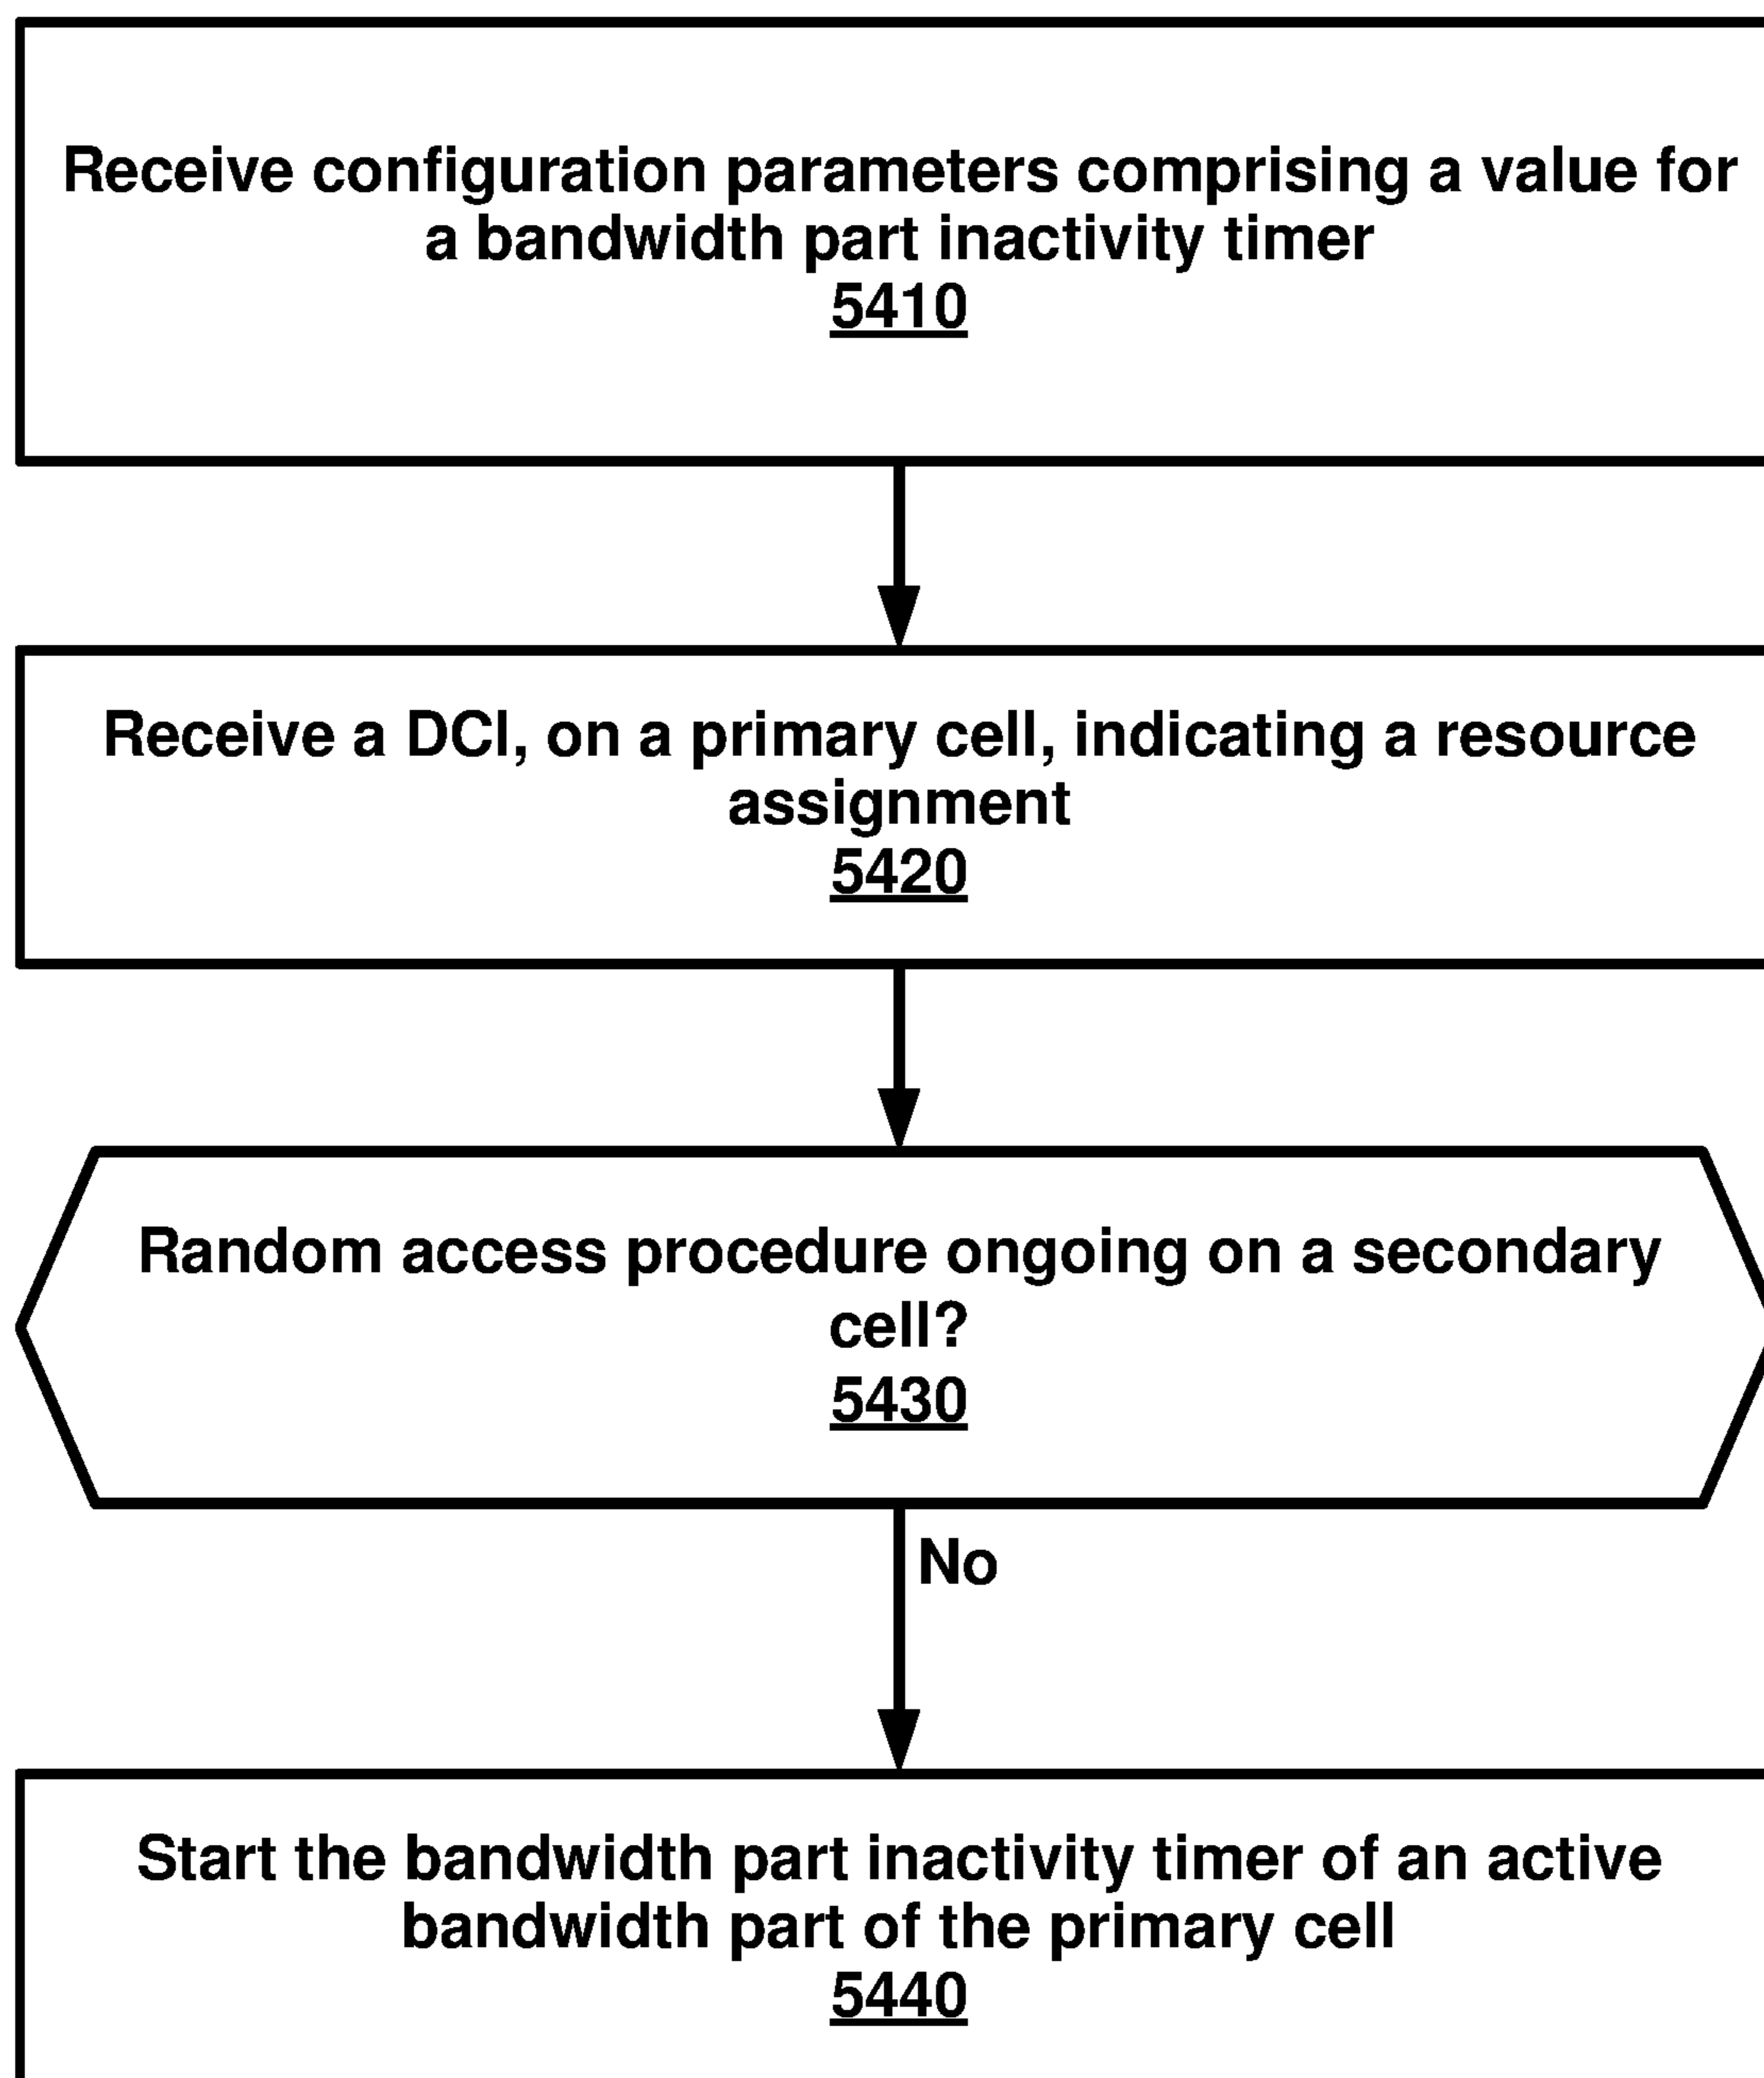 Receive configuration parameters comprising a value for
a bandwidth part inactivity timer
5410
Receive a DCI, on a primary cell, indicating a resource
assignment
5420
Random access procedure ongoing on a secondary
cell?
5430
No
Start the bandwidth part inactivity timer of an active
bandwidth part of the primary cell
5440